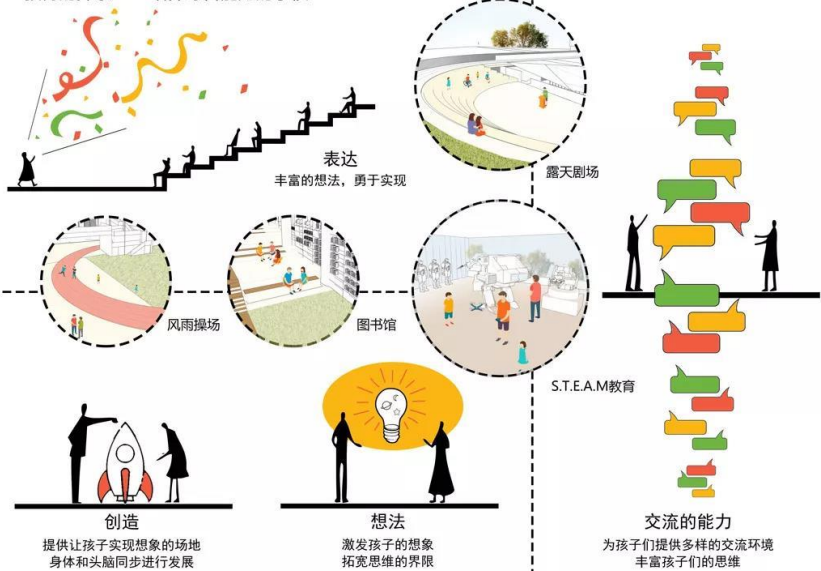 表达
丰富的想法，勇于实现
露天剧场
风雨操场
图书馆
S.T.E.A.M教育
创造
提供让孩子实现想象的场地
身体和头脑同步进行发展
想法
激发孩子的想象
拓宽思维的界限
交流的能力
为孩子们提供多样的交流环境
丰富孩子们的思维